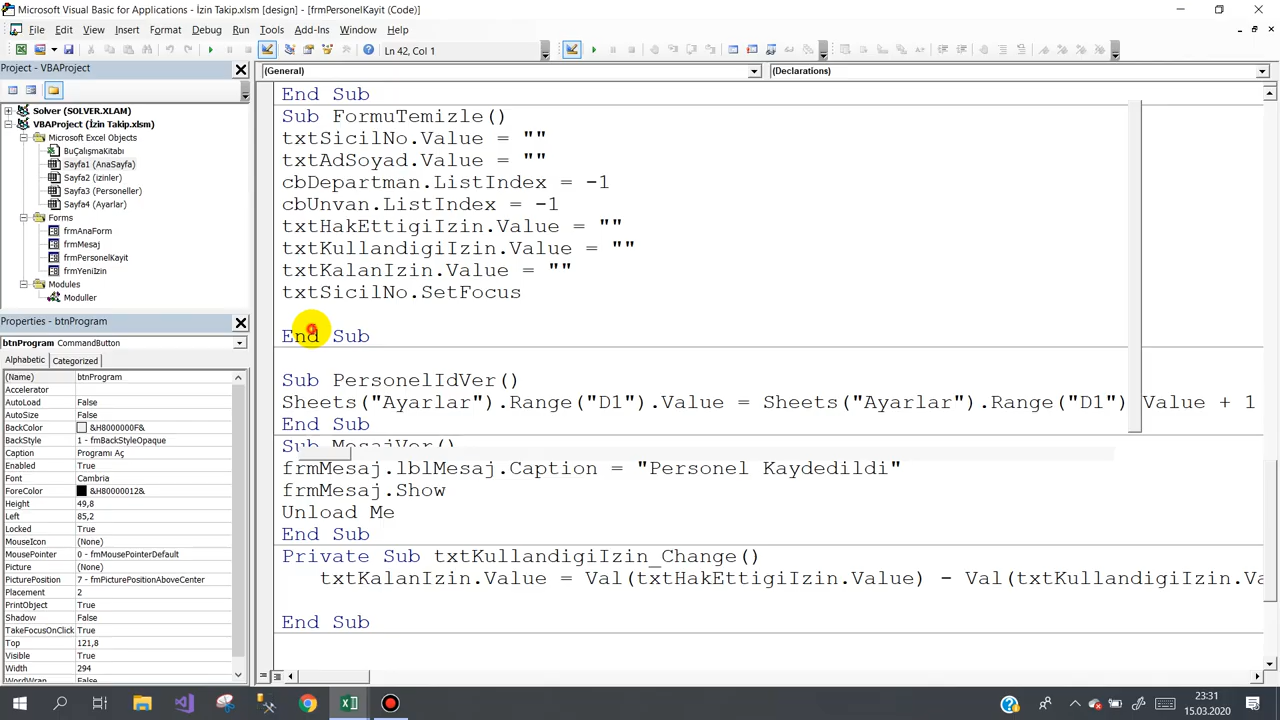 Microsoft Visual Basic for Applications - İzin Takip.xlsm [design] - [frmPersonelKayit (Code)]
File Edit View Insert Format Debug Run Tools Add-Ins Window Help
Ln 42, Col 1
Project - VBAProject
(General) (Declarations)
Solver (SOLVER.XLAM)
VBAProject (İzin Takip.xlsm)
Microsoft Excel Objects
BuÇalışmaKitabı
Sayfa1 (AnaSayfa)
Sayfa2 (izinler)
Sayfa3 (Personeller)
Sayfa4 (Ayarlar)
Forms
frmAnaForm
frmMesaj
frmPersonelKayit
frmYeniIzin
Modules
Moduller
Properties - btnProgram
btnProgram CommandButton
Alphabetic Categorized
(Name) btnProgram
Accelerator
AutoLoad False
AutoSize False
BackColor &H8000000F&
BackStyle 1 - fmBackStyleOpaque
Caption Programı Aç
Enabled True
Font Cambria
ForeColor &H80000012&
Height 49,8
Left 85,2
Locked True
MouseIcon (None)
MousePointer 0 - fmMousePointerDefault
Picture (None)
PicturePosition 7 - fmPicturePositionAboveCenter
Placement 2
PrintObject True
Shadow False
TakeFocusOnClick True
Top 121,8
Visible True
Width 294
WordWrap False
End Sub
Sub FormuTemizle()
txtSicilNo.Value = ""
txtAdSoyad.Value = ""
cbDepartman.ListIndex = -1
cbUnvan.ListIndex = -1
txtHakEttigiIzin.Value = ""
txtKullandigiIzin.Value = ""
txtKalanIzin.Value = ""
txtSicilNo.SetFocus
End Sub
Sub PersonelIdVer()
Sheets("Ayarlar").Range("D1").Value = Sheets("Ayarlar").Range("D1").Value + 1
End Sub
Sub MesajVer()
frmMesaj.lblMesaj.Caption = "Personel Kaydedildi"
frmMesaj.Show
Unload Me
End Sub
Private Sub txtKullandigiIzin_Change()
txtKalanIzin.Value = Val(txtHakEttigiIzin.Value) - Val(txtKullandigiIzin.Va
End Sub
23:31
15.03.2020